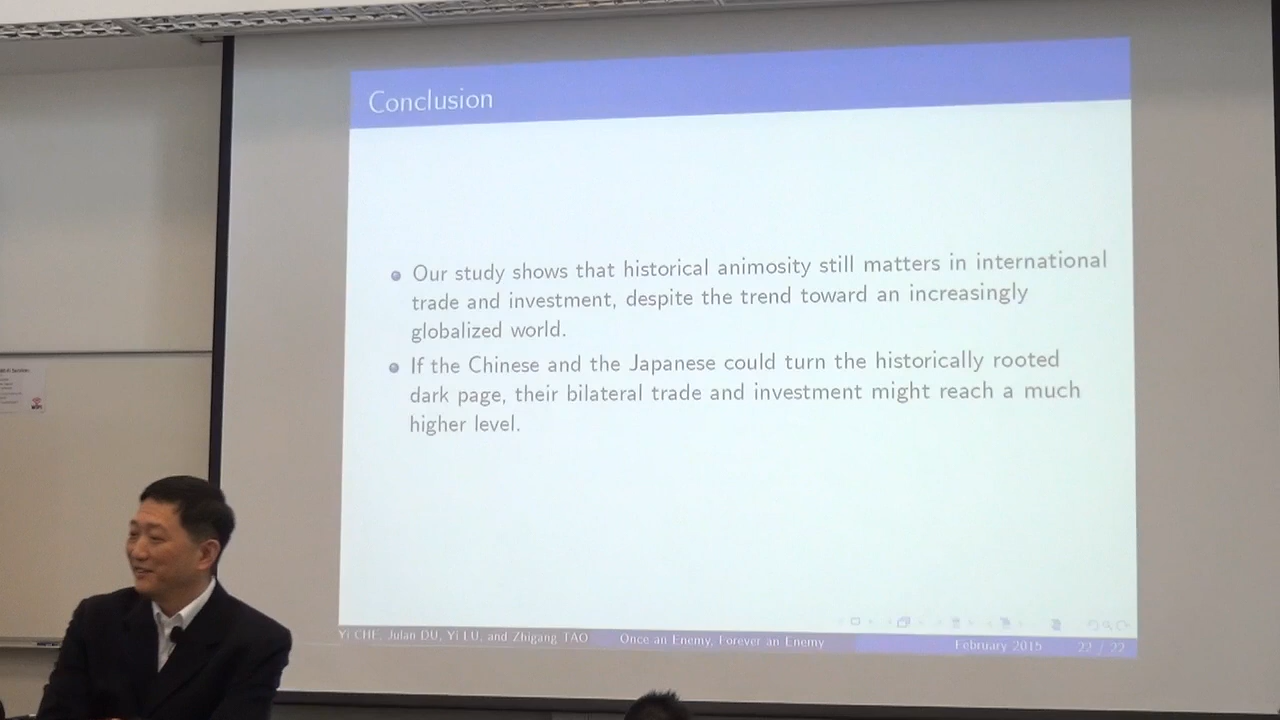 Conclusion
Our study shows that historical animosity still matters in international
trade and investment, despite the trend toward an increasingly
globalized world.
If the Chinese and the Japanese could turn the historically rooted
dark page, their bilateral trade and investment might reach a much
higher level.
Yi CHE, Julan DU, Yi LU, and Zhigang TAO Once an Enemy, Forever an Enemy February 2015 22 / 22